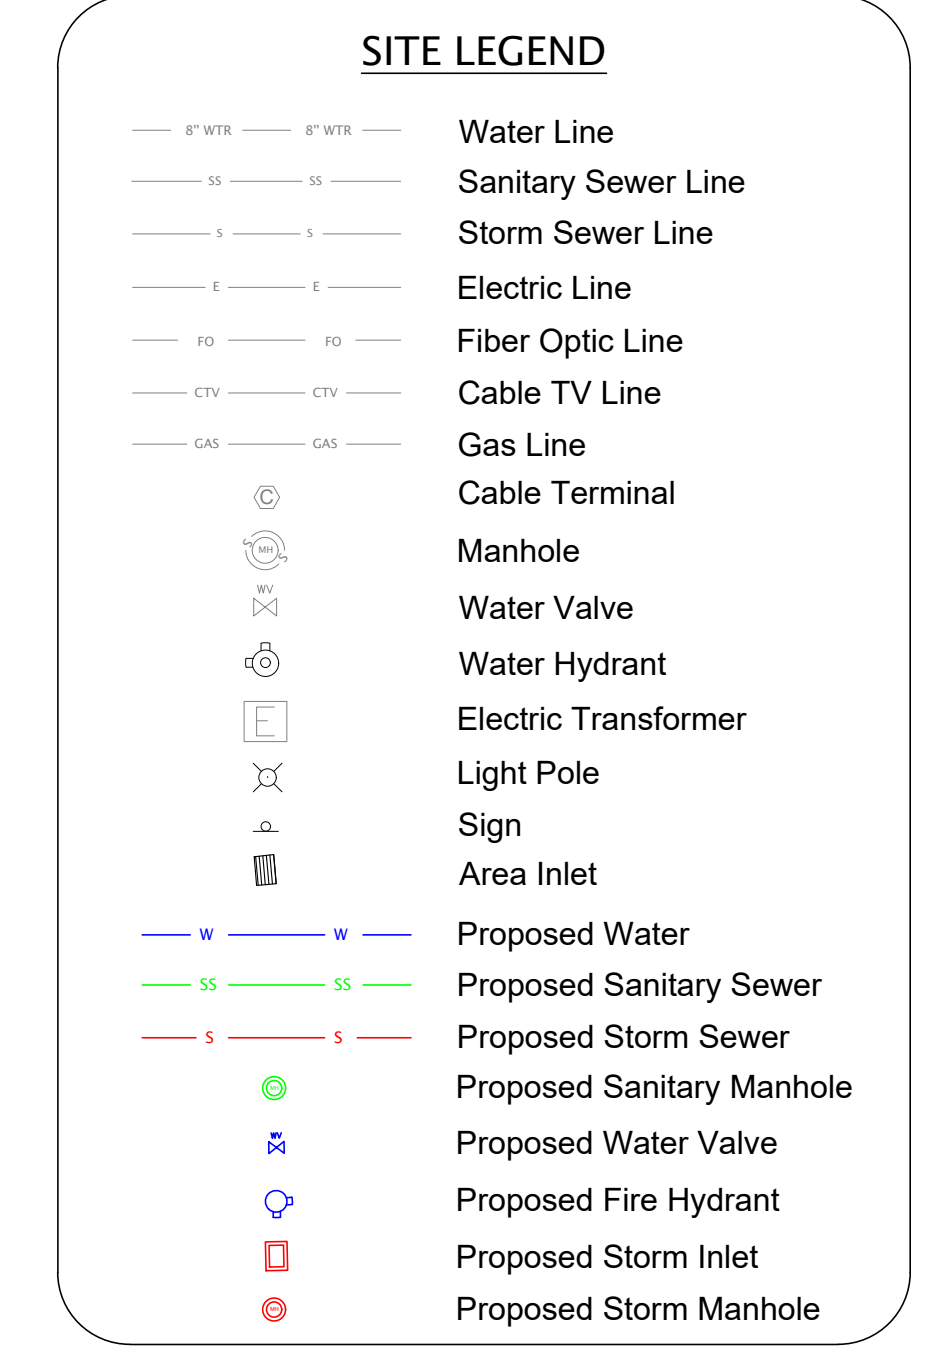 SITE LEGEND
8" WTR 8" WTR Water Line
SS SS Sanitary Sewer Line
S S Storm Sewer Line
E E Electric Line
FO FO Fiber Optic Line
CTV CTV Cable TV Line
GAS GAS Gas Line
C Cable Terminal
S MH S Manhole
WV Water Valve
Water Hydrant
E Electric Transformer
Light Pole
Sign
Area Inlet
W W Proposed Water
SS SS Proposed Sanitary Sewer
S S Proposed Storm Sewer
MH Proposed Sanitary Manhole
WV Proposed Water Valve
Proposed Fire Hydrant
Proposed Storm Inlet
MH Proposed Storm Manhole